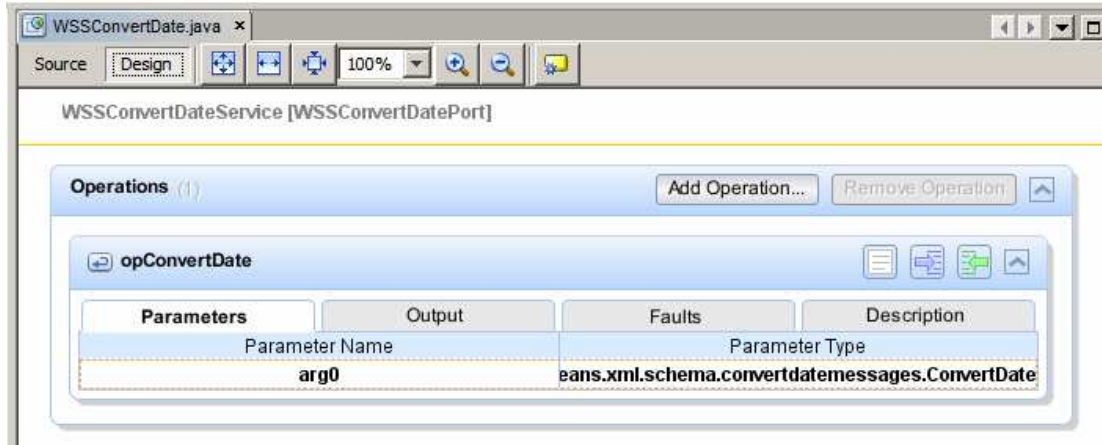 WSSConvertDate.java
Source Design 100%
WSSConvertDateService [WSSConvertDatePort]
Operations (1) Add Operation... Remove Operation
opConvertDate
Parameters Output Faults Description
Parameter Name Parameter Type
arg0 eans.xml.schema.convertdatemessages.ConvertDate